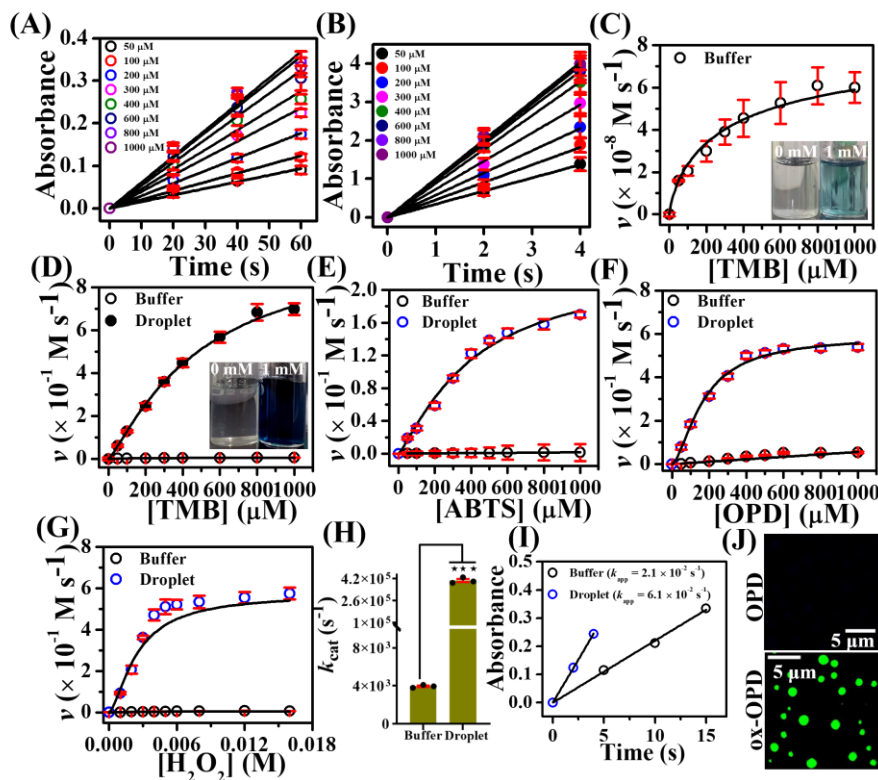 (A)
Absorbance
0.4
0.3
0.2
0.1
0.0
50 μM
100 μM
200 μM
300 μM
400 μM
600 μM
800 μM
1000 μM
0 10 20 30 40 50 60
Time (s)
(B)
Absorbance
4
3
2
1
0
50 μM
100 μM
200 μM
300 μM
400 μM
600 μM
800 μM
1000 μM
0 1 2 3 4
Time (s)
(C)
v (× 10⁻⁸ M s⁻¹)
8
6
4
2
0
Buffer
0 mM 1 mM
0 200 400 600 800 1000
[TMB] (μM)
(D)
v (× 10⁻¹ M s⁻¹)
8
6
4
2
0
Buffer
Droplet
0 mM 1 mM
0 200 400 600 800 1000
[TMB] (μM)
(E)
v (× 10⁻¹ M s⁻¹)
1.8
1.2
0.6
0.0
Buffer
Droplet
0 200 400 600 800 1000
[ABTS] (μM)
(F)
v (× 10⁻¹ M s⁻¹)
8
6
4
2
0
Buffer
Droplet
0 200 400 600 800 1000
[OPD] (μM)
(G)
v (× 10⁻¹ M s⁻¹)
8
6
4
2
0
Buffer
Droplet
0.000 0.006 0.012 0.018
[H₂O₂] (M)
(H)
k_cat (s⁻¹)
4.2×10⁵
2.6×10⁵
1×10⁵
8×10³
4×10³
0
★★★
Buffer Droplet
(I)
Absorbance
0.5
0.4
0.3
0.2
0.1
0.0
Buffer (k_app = 2.1 × 10⁻² s⁻¹)
Droplet (k_app = 6.1 × 10⁻² s⁻¹)
0 5 10 15
Time (s)
(J)
OPD
5 μm
ox-OPD
5 μm